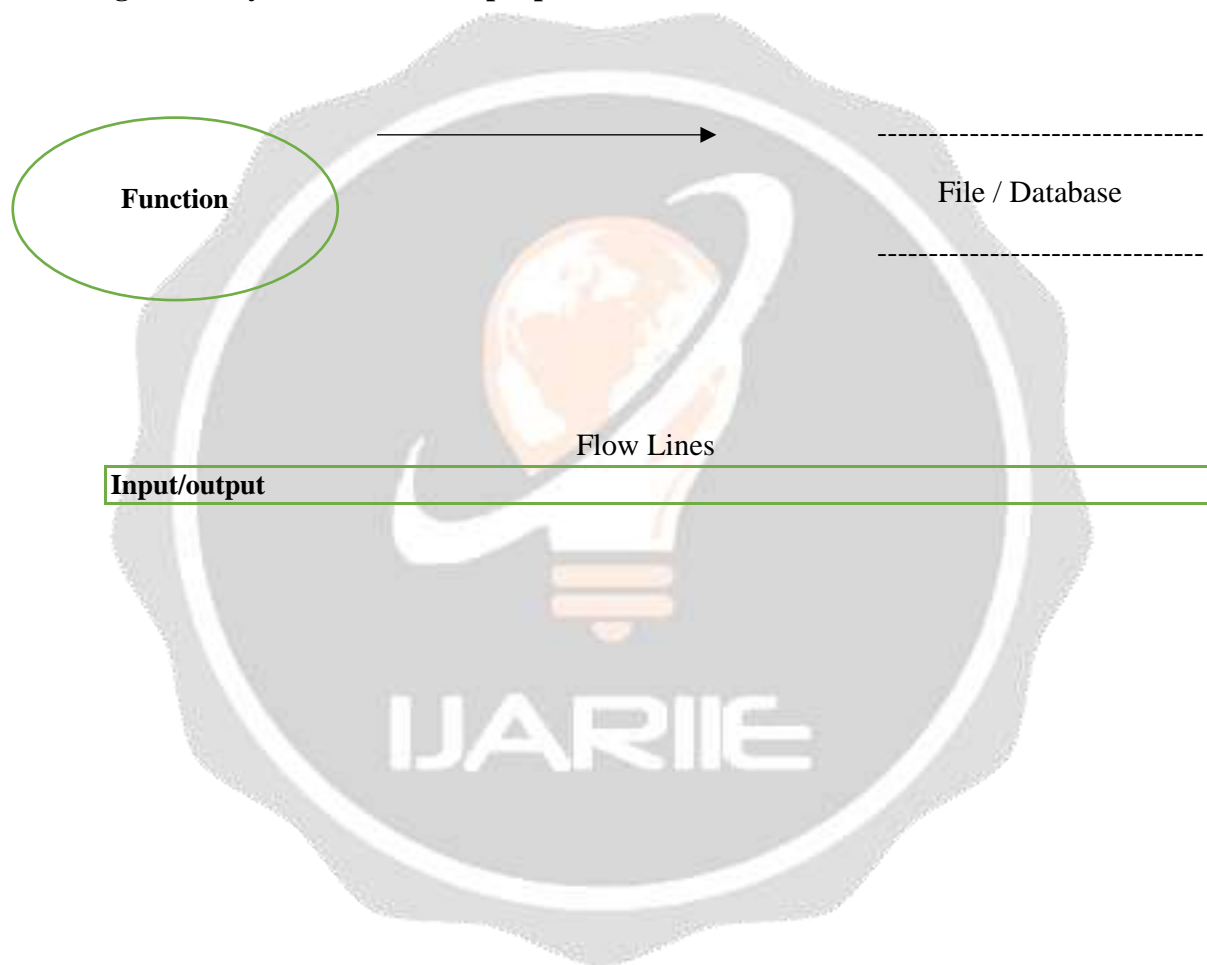 Function
File / Database
Flow Lines
Input/output
IJARIIE